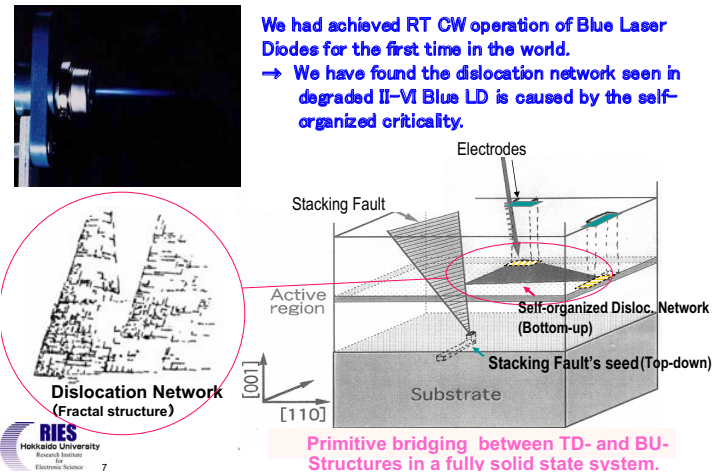 We had achieved RT CW operation of Blue Laser
Diodes for the first time in the world.
→ We have found the dislocation network seen in
degraded II-VI Blue LD is caused by the self-
organized criticality.
Electrodes
Stacking Fault
Active
region
Self-organized Disloc. Network
(Bottom-up)
Stacking Fault's seed(Top-down)
[001]
[110]
Substrate
Dislocation Network
(Fractal structure)
RIES
Hokkaido University
Research Institute
for
Electronic Science
7
Primitive bridging between TD- and BU-
Structures in a fully solid state system.